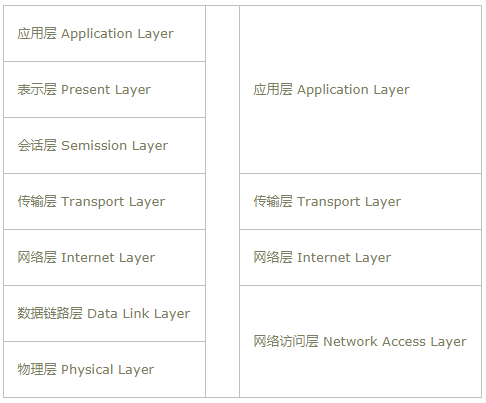 应用层 Application Layer
表示层 Present Layer
会话层 Semission Layer
传输层 Transport Layer
网络层 Internet Layer
数据链路层 Data Link Layer
物理层 Physical Layer
应用层 Application Layer
传输层 Transport Layer
网络层 Internet Layer
网络访问层 Network Access Layer